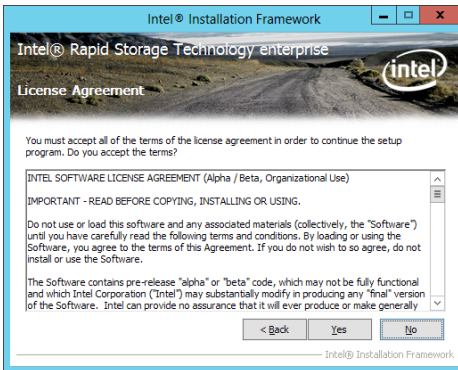 Intel® Installation Framework
Intel® Rapid Storage Technology enterprise
intel
License Agreement
You must accept all of the terms of the license agreement in order to continue the setup
program. Do you accept the terms?
INTEL SOFTWARE LICENSE AGREEMENT (Alpha / Beta, Organizational Use)
IMPORTANT - READ BEFORE COPYING, INSTALLING OR USING.
Do not use or load this software and any associated materials (collectively, the "Software")
until you have carefully read the following terms and conditions. By loading or using the
Software, you agree to the terms of this Agreement. If you do not wish to so agree, do not
install or use the Software.
The Software contains pre-release "alpha" or "beta" code, which may not be fully functional
and which Intel Corporation ("Intel") may substantially modify in producing any "final" version
of the Software. Intel can provide no assurance that it will ever produce or make generally
< Back Yes No
Intel® Installation Framework